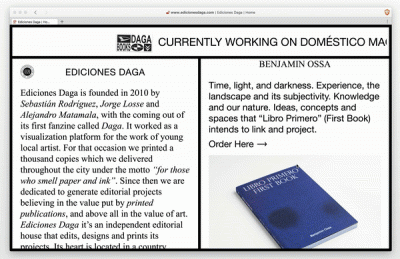 www.edicionesdaga.com | Ediciones Daga | Home
DAGA
BOOKS
CURRENTLY WORKING ON DOMÉSTICO MAG
EDICIONES DAGA
Ediciones Daga is founded in 2010 by
Sebastián Rodríguez, Jorge Losse and
Alejandro Matamala, with the coming out of
its first fanzine called Daga. It worked as a
visualization platform for the work of young
local artist. For that occasion we printed a
thousand copies which we delivered
throughout the city under the motto "for those
who smell paper and ink". Since then we are
dedicated to generate editorial projects
believing in the value put by printed
publications, and above all in the value of art.
Ediciones Daga it's an independent editorial
house that edits, designs and prints its
projects. Its heart is located in a country
BENJAMIN OSSA
Time, light, and darkness. Experience, the
landscape and its subjectivity. Knowledge
and our nature. Ideas, concepts and
spaces that "Libro Primero" (First Book)
intends to link and project.
Order Here ⟶
LIBRO PRIMERO
FIRST BOOK